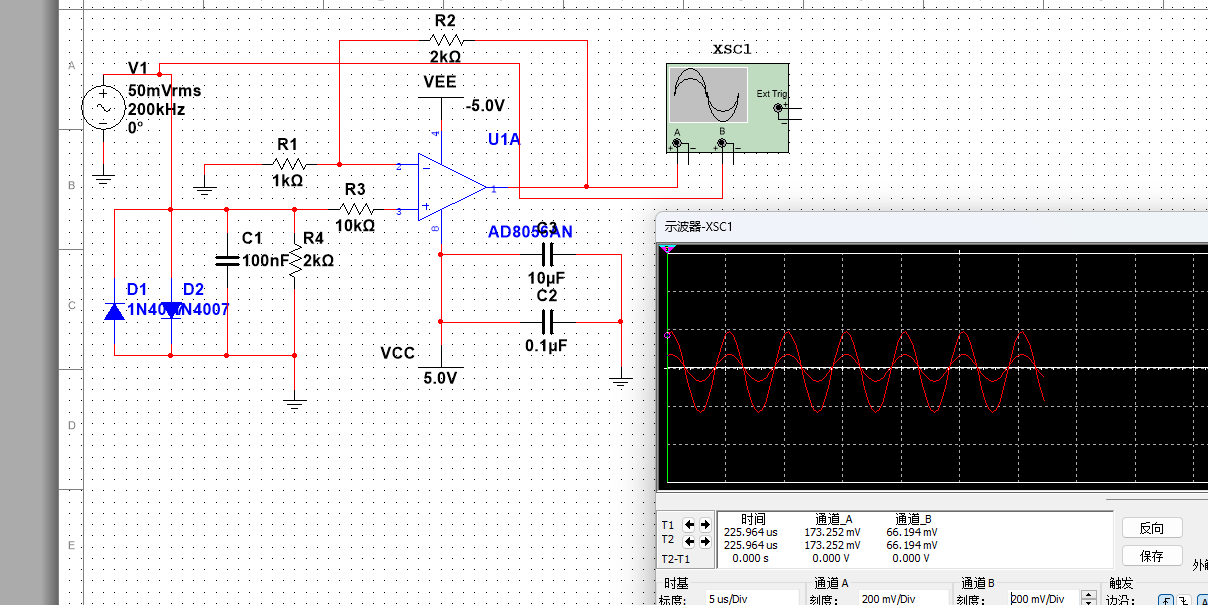 R2
2kΩ
XSC1
A
V1
50mVrms
200kHz
0°
VEE
-5.0V
Ext Trig
+
A
B
4
U1A
R1
1kΩ
2
1
B
R3
10kΩ
3
8
AD8056AN
C3
10µF
C1
100nF
R4
2kΩ
示波器-XSC1
D1
1N4007
D2
1N4007
C
C2
0.1µF
VCC
5.0V
D
E
时间 通道_A 通道_B
T1 225.964 us 173.252 mV 66.194 mV
T2 225.964 us 173.252 mV 66.194 mV
T2-T1 0.000 s 0.000 V 0.000 V
反向
保存
时基 通道 A 通道 B 触发
标度: 5 us/Div 刻度: 200 mV/Div 刻度: 200 mV/Div 边沿: